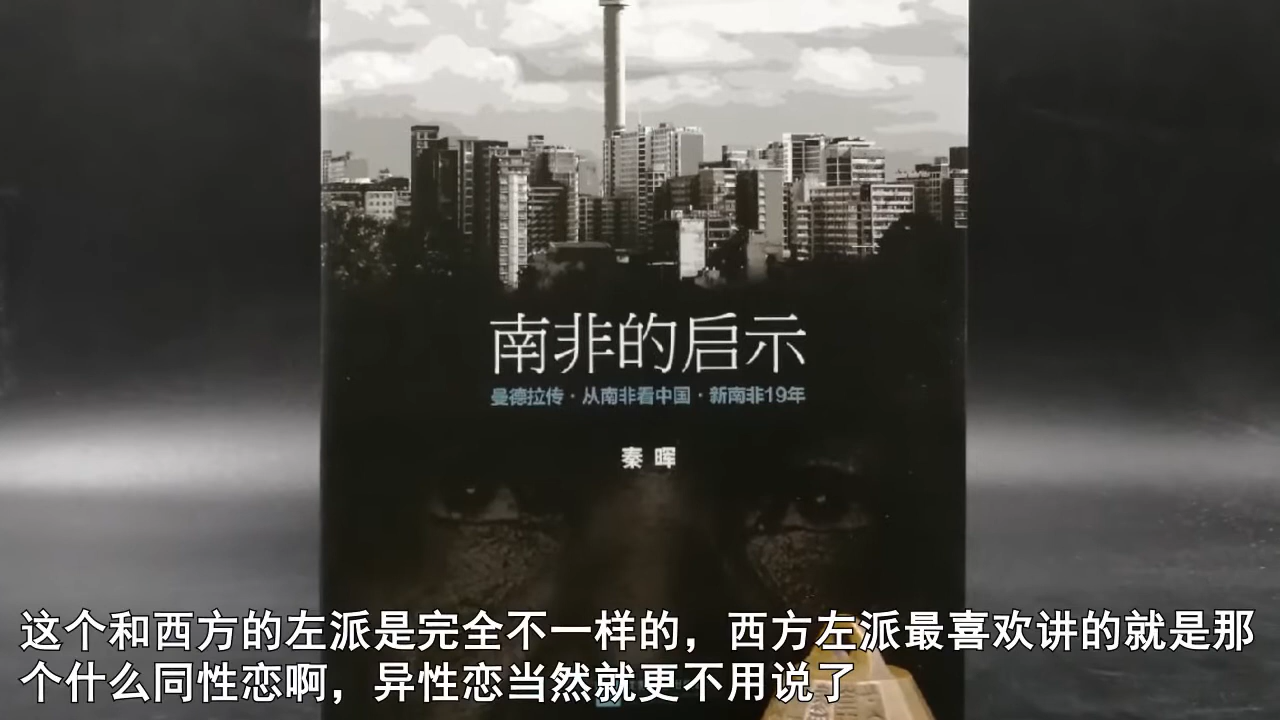 南非的启示
曼德拉传·从南非看中国·新南非19年
秦 晖
这个和西方的左派是完全不一样的，西方左派最喜欢讲的就是那
个什么同性恋啊，异性恋当然就更不用说了